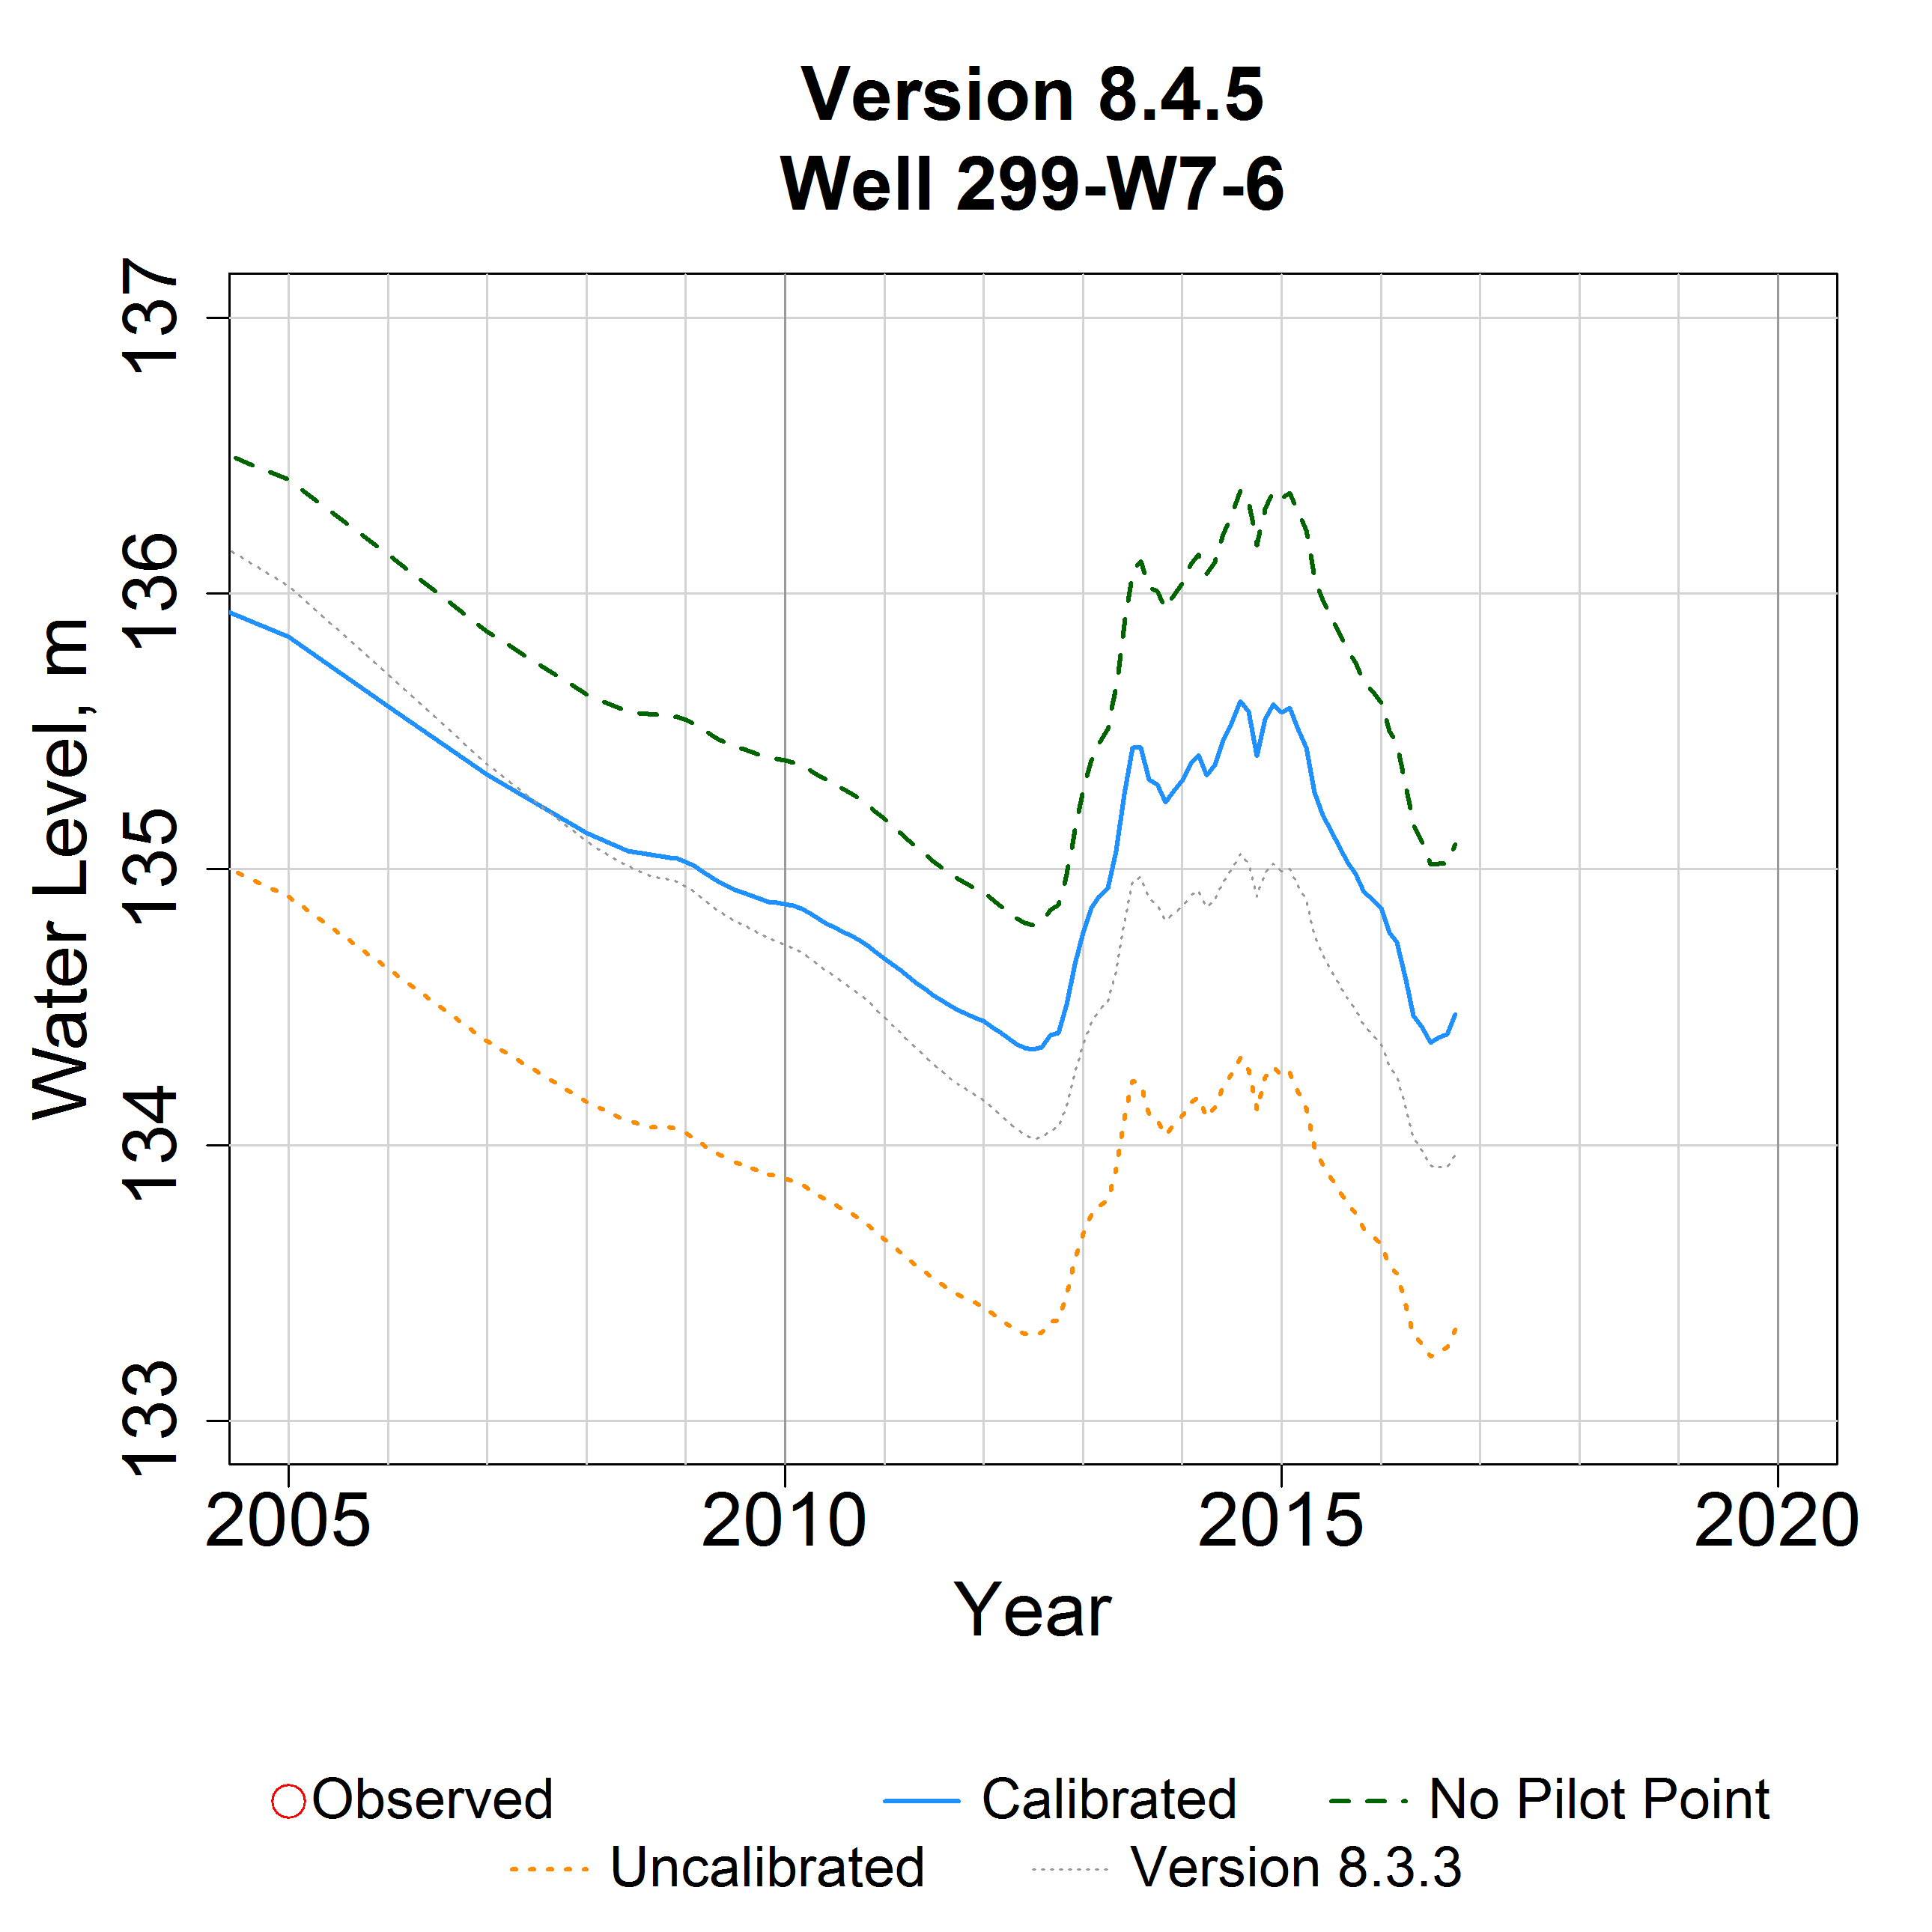 Version 8.4.5
Well 299-W7-6
137
136
135
134
133
Water Level, m
2005 2010 2015 2020
Year
Observed Calibrated No Pilot Point
Uncalibrated Version 8.3.3